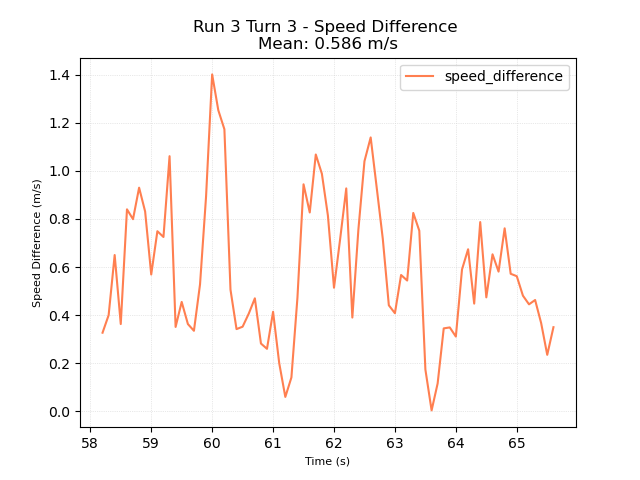 Run 3 Turn 3 - Speed Difference
Mean: 0.586 m/s
speed_difference
1.4
1.2
1.0
0.8
0.6
0.4
0.2
0.0
Speed Difference (m/s)
58 59 60 61 62 63 64 65
Time (s)